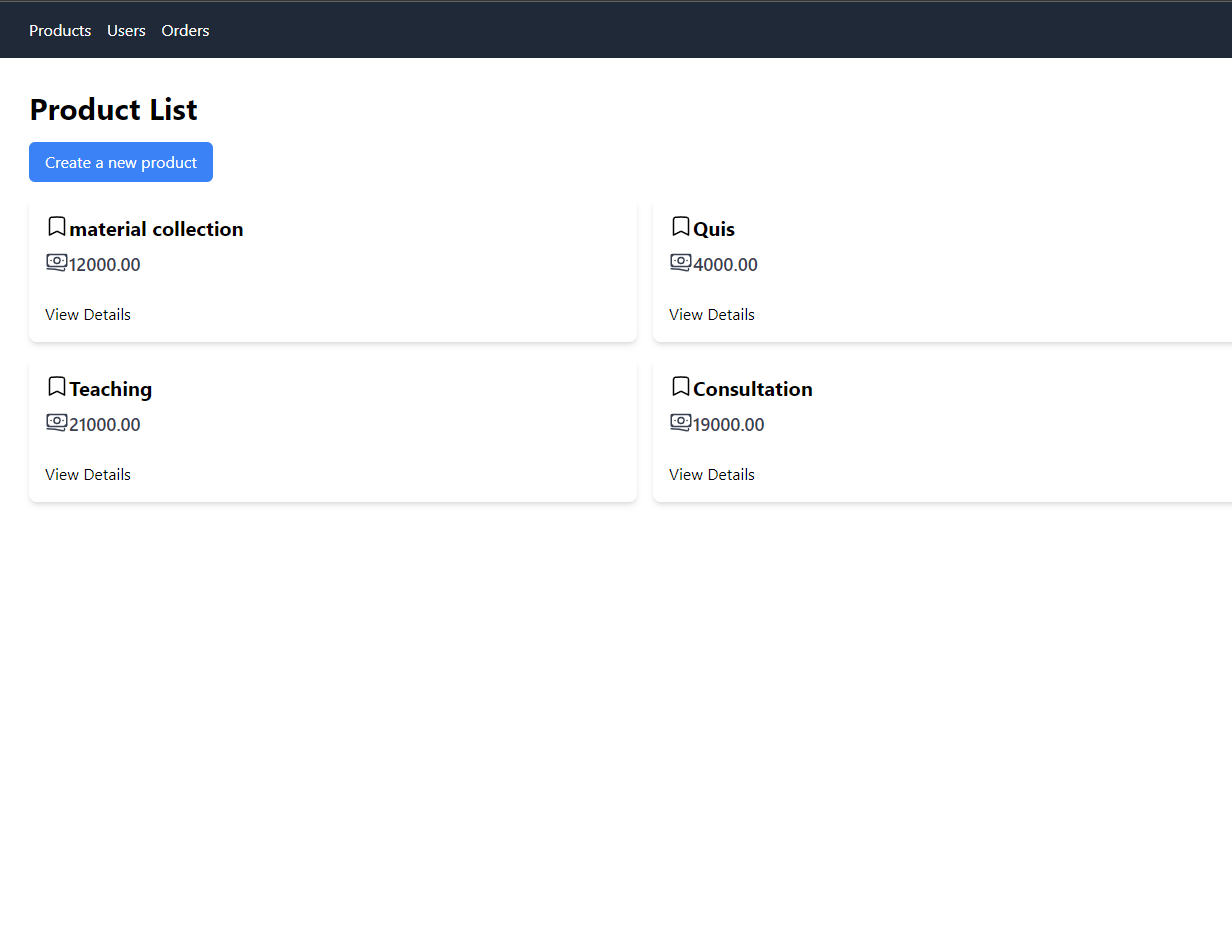 Products Users Orders
Product List
Create a new product
material collection
12000.00
View Details
Quis
4000.00
View Details
Teaching
21000.00
View Details
Consultation
19000.00
View Details